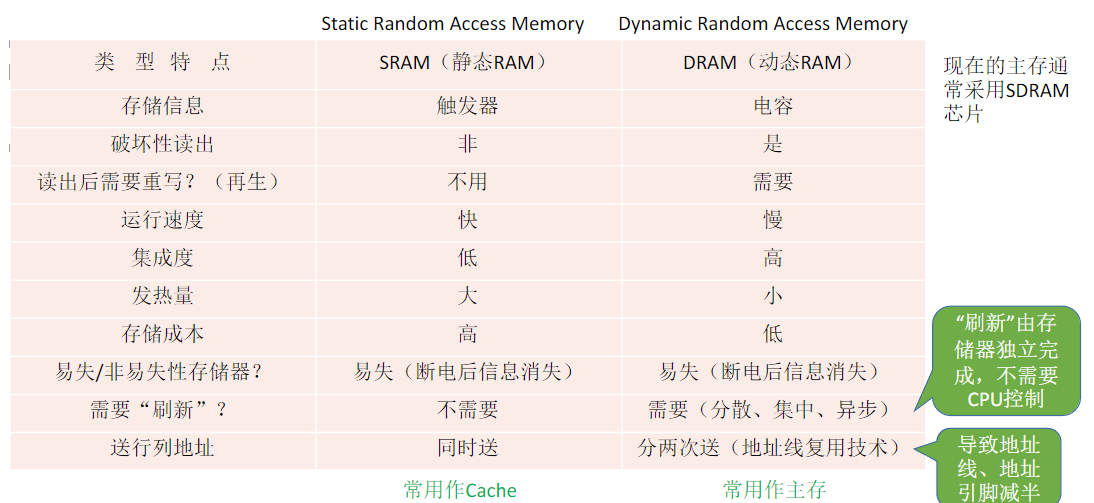 Static Random Access Memory Dynamic Random Access Memory
类 型 特 点 SRAM（静态RAM） DRAM（动态RAM）
存储信息 触发器 电容
破坏性读出 非 是
读出后需要重写？（再生） 不用 需要
运行速度 快 慢
集成度 低 高
发热量 大 小
存储成本 高 低
易失/非易失性存储器？ 易失（断电后信息消失） 易失（断电后信息消失）
需要“刷新”？ 不需要 需要（分散、集中、异步）
送行列地址 同时送 分两次送（地址线复用技术）
常用作Cache 常用作主存
现在的主存通
常采用SDRAM
芯片
“刷新”由存
储器独立完
成，不需要
CPU控制
导致地址
线、地址
引脚减半